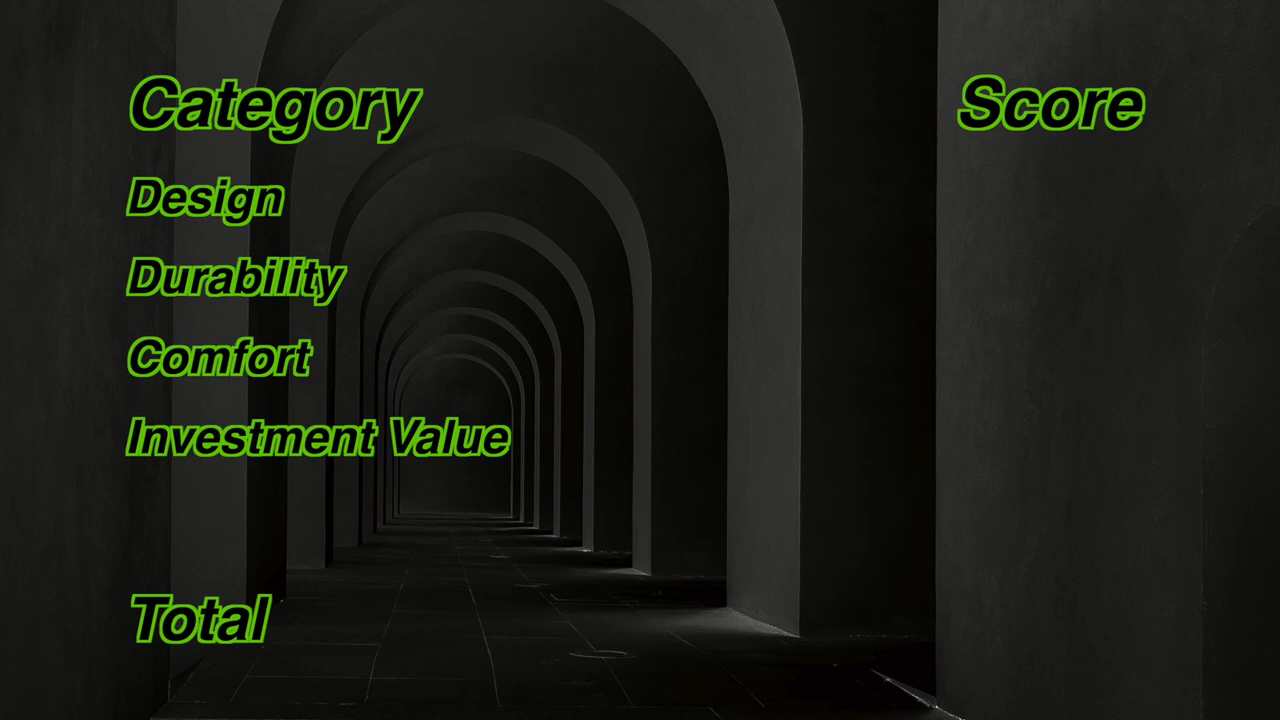 Category Score
Design
Durability
Comfort
Investment Value
Total